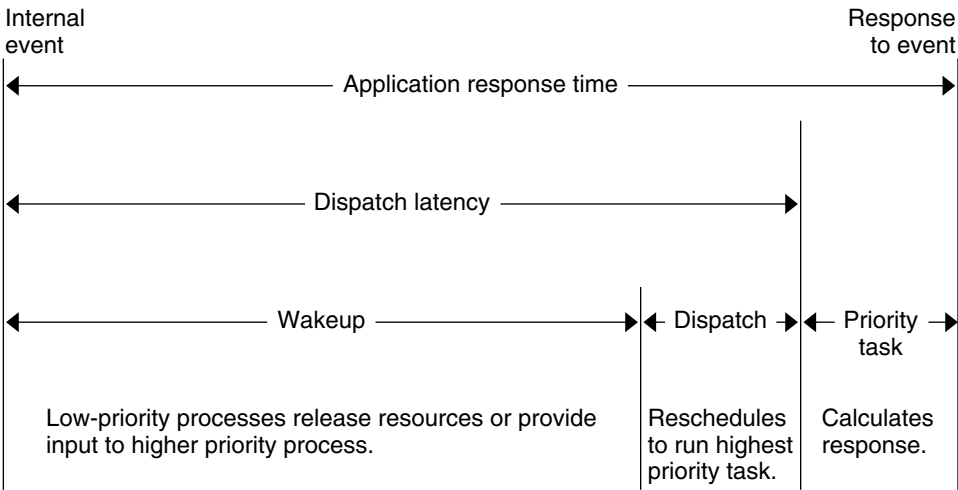 Internal
event
Response
to event
Application response time
Dispatch latency
Wakeup
Dispatch
Priority
task
Low-priority processes release resources or provide
input to higher priority process.
Reschedules
to run highest
priority task.
Calculates
response.